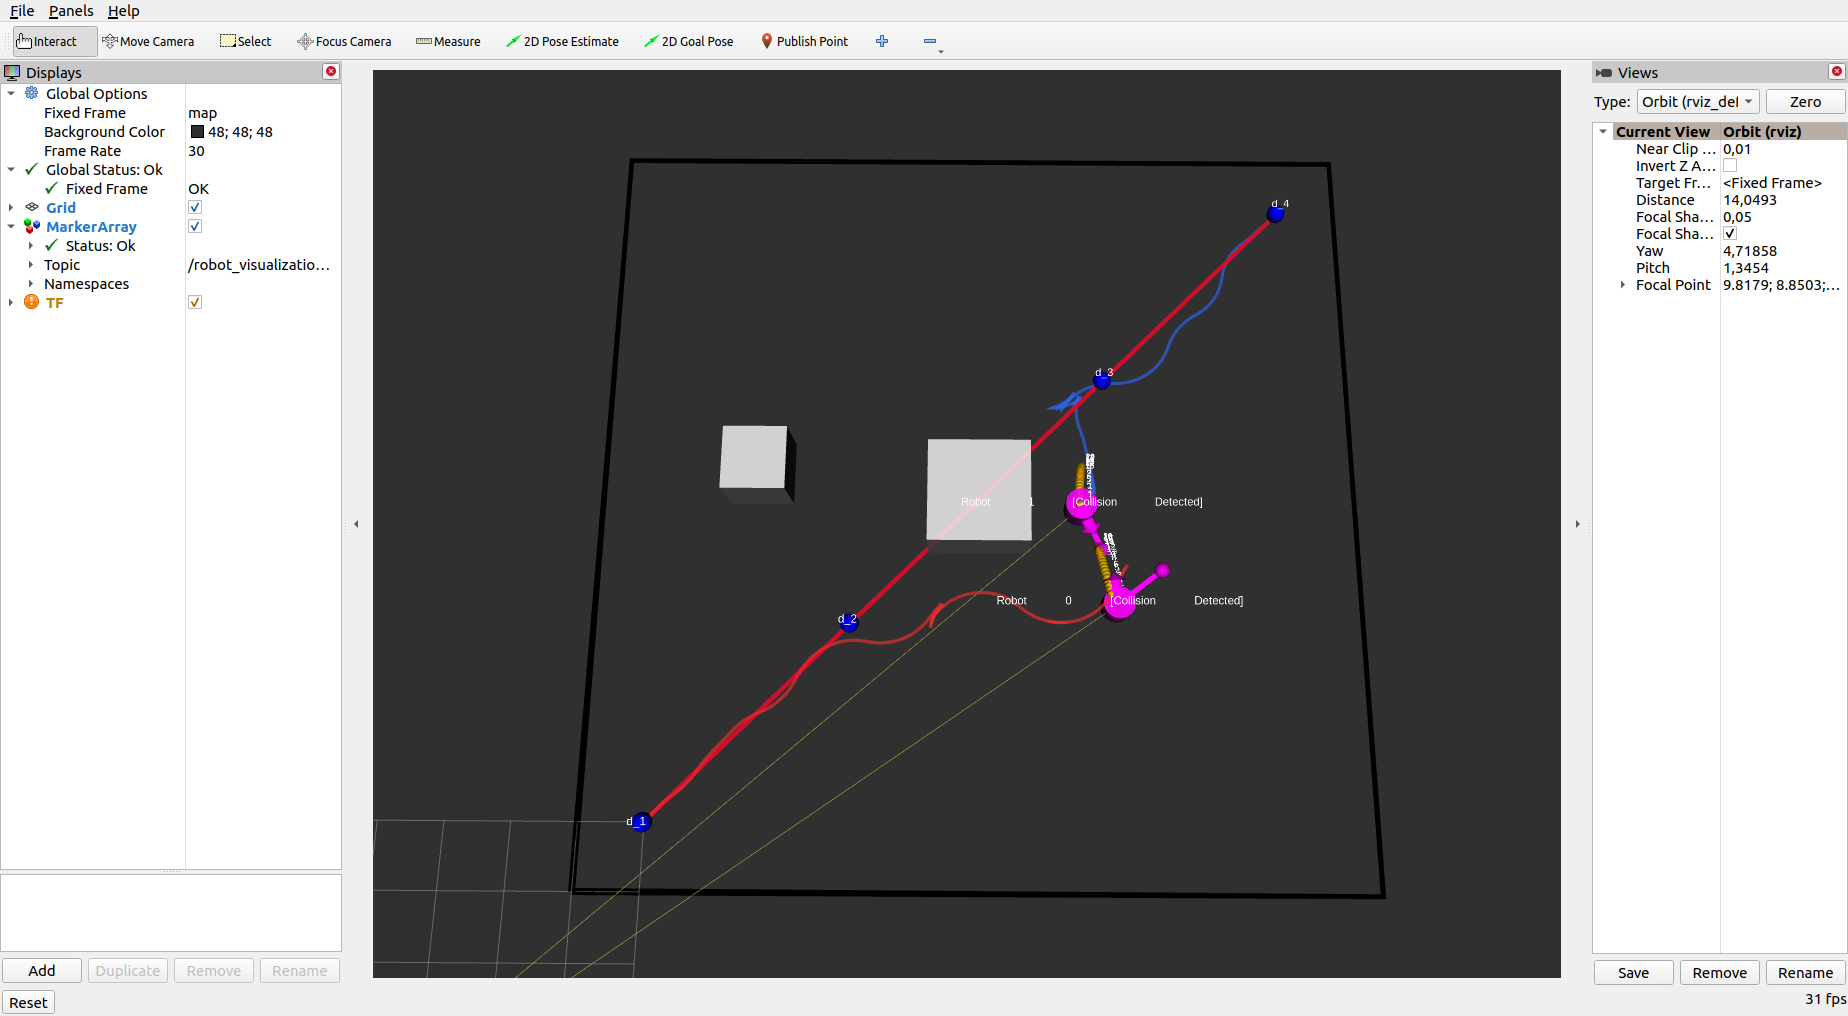 File Panels Help
Interact Move Camera Select Focus Camera Measure 2D Pose Estimate 2D Goal Pose Publish Point
Displays
Global Options
Fixed Frame map
Background Color 48; 48; 48
Frame Rate 30
Global Status: Ok
Fixed Frame OK
Grid
MarkerArray
Status: Ok
Topic /robot_visualizatio...
Namespaces
TF
Add Duplicate Remove Rename
Reset
d_4
d_3
Robot 1 [Collision Detected]
Robot 0 [Collision Detected]
d_2
d_1
Views
Type: Orbit (rviz_def Zero
Current View Orbit (rviz)
Near Clip ... 0,01
Invert Z A...
Target Fr... <Fixed Frame>
Distance 14,0493
Focal Sha... 0,05
Focal Sha...
Yaw 4,71858
Pitch 1,3454
Focal Point 9.8179; 8.8503;...
Save Remove Rename
31 fps